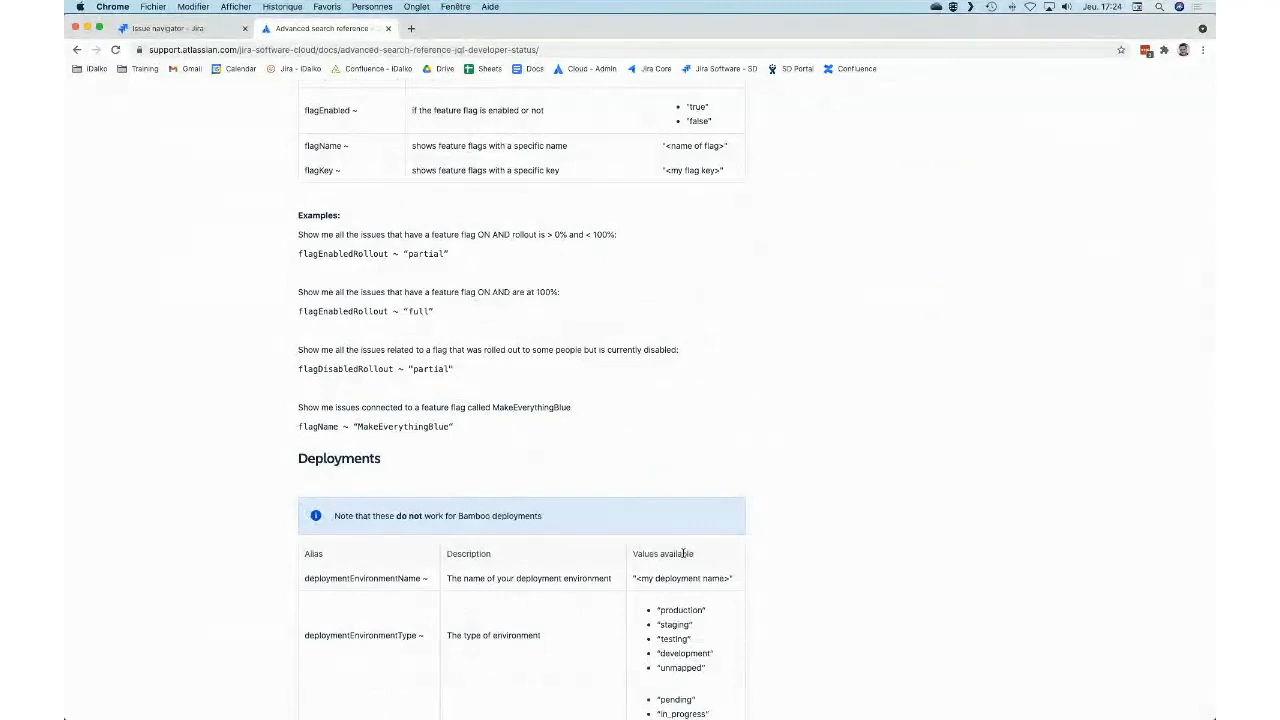 Chrome Fichier Modifier Afficher Historique Favoris Personnes Onglet Fenêtre Aide Jeu. 17:24
Issue navigator - Jira Advanced search reference -
support.atlassian.com/jira-software-cloud/docs/advanced-search-reference-jql-developer-status/
iDalko Training Gmail Calendar Jira - iDalko Confluence - iDalko Drive Sheets Docs Cloud - Admin Jira Core Jira Software - SD SD Portal Confluence
flagEnabled ~ if the feature flag is enabled or not
• "true"
• "false"
flagName ~ shows feature flags with a specific name "<name of flag>"
flagKey ~ shows feature flags with a specific key "<my flag key>"
Examples:
Show me all the issues that have a feature flag ON AND rollout is > 0% and < 100%:
flagEnabledRollout ~ “partial”
Show me all the issues that have a feature flag ON AND are at 100%:
flagEnabledRollout ~ “full”
Show me all the issues related to a flag that was rolled out to some people but is currently disabled:
flagDisabledRollout ~ "partial"
Show me issues connected to a feature flag called MakeEverythingBlue
flagName ~ “MakeEverythingBlue”
Deployments
Note that these do not work for Bamboo deployments
Alias Description Values available
deploymentEnvironmentName ~ The name of your deployment environment "<my deployment name>"
deploymentEnvironmentType ~ The type of environment
• “production”
• “staging”
• “testing”
• “development”
• “unmapped”
• “pending”
• “in_progress”